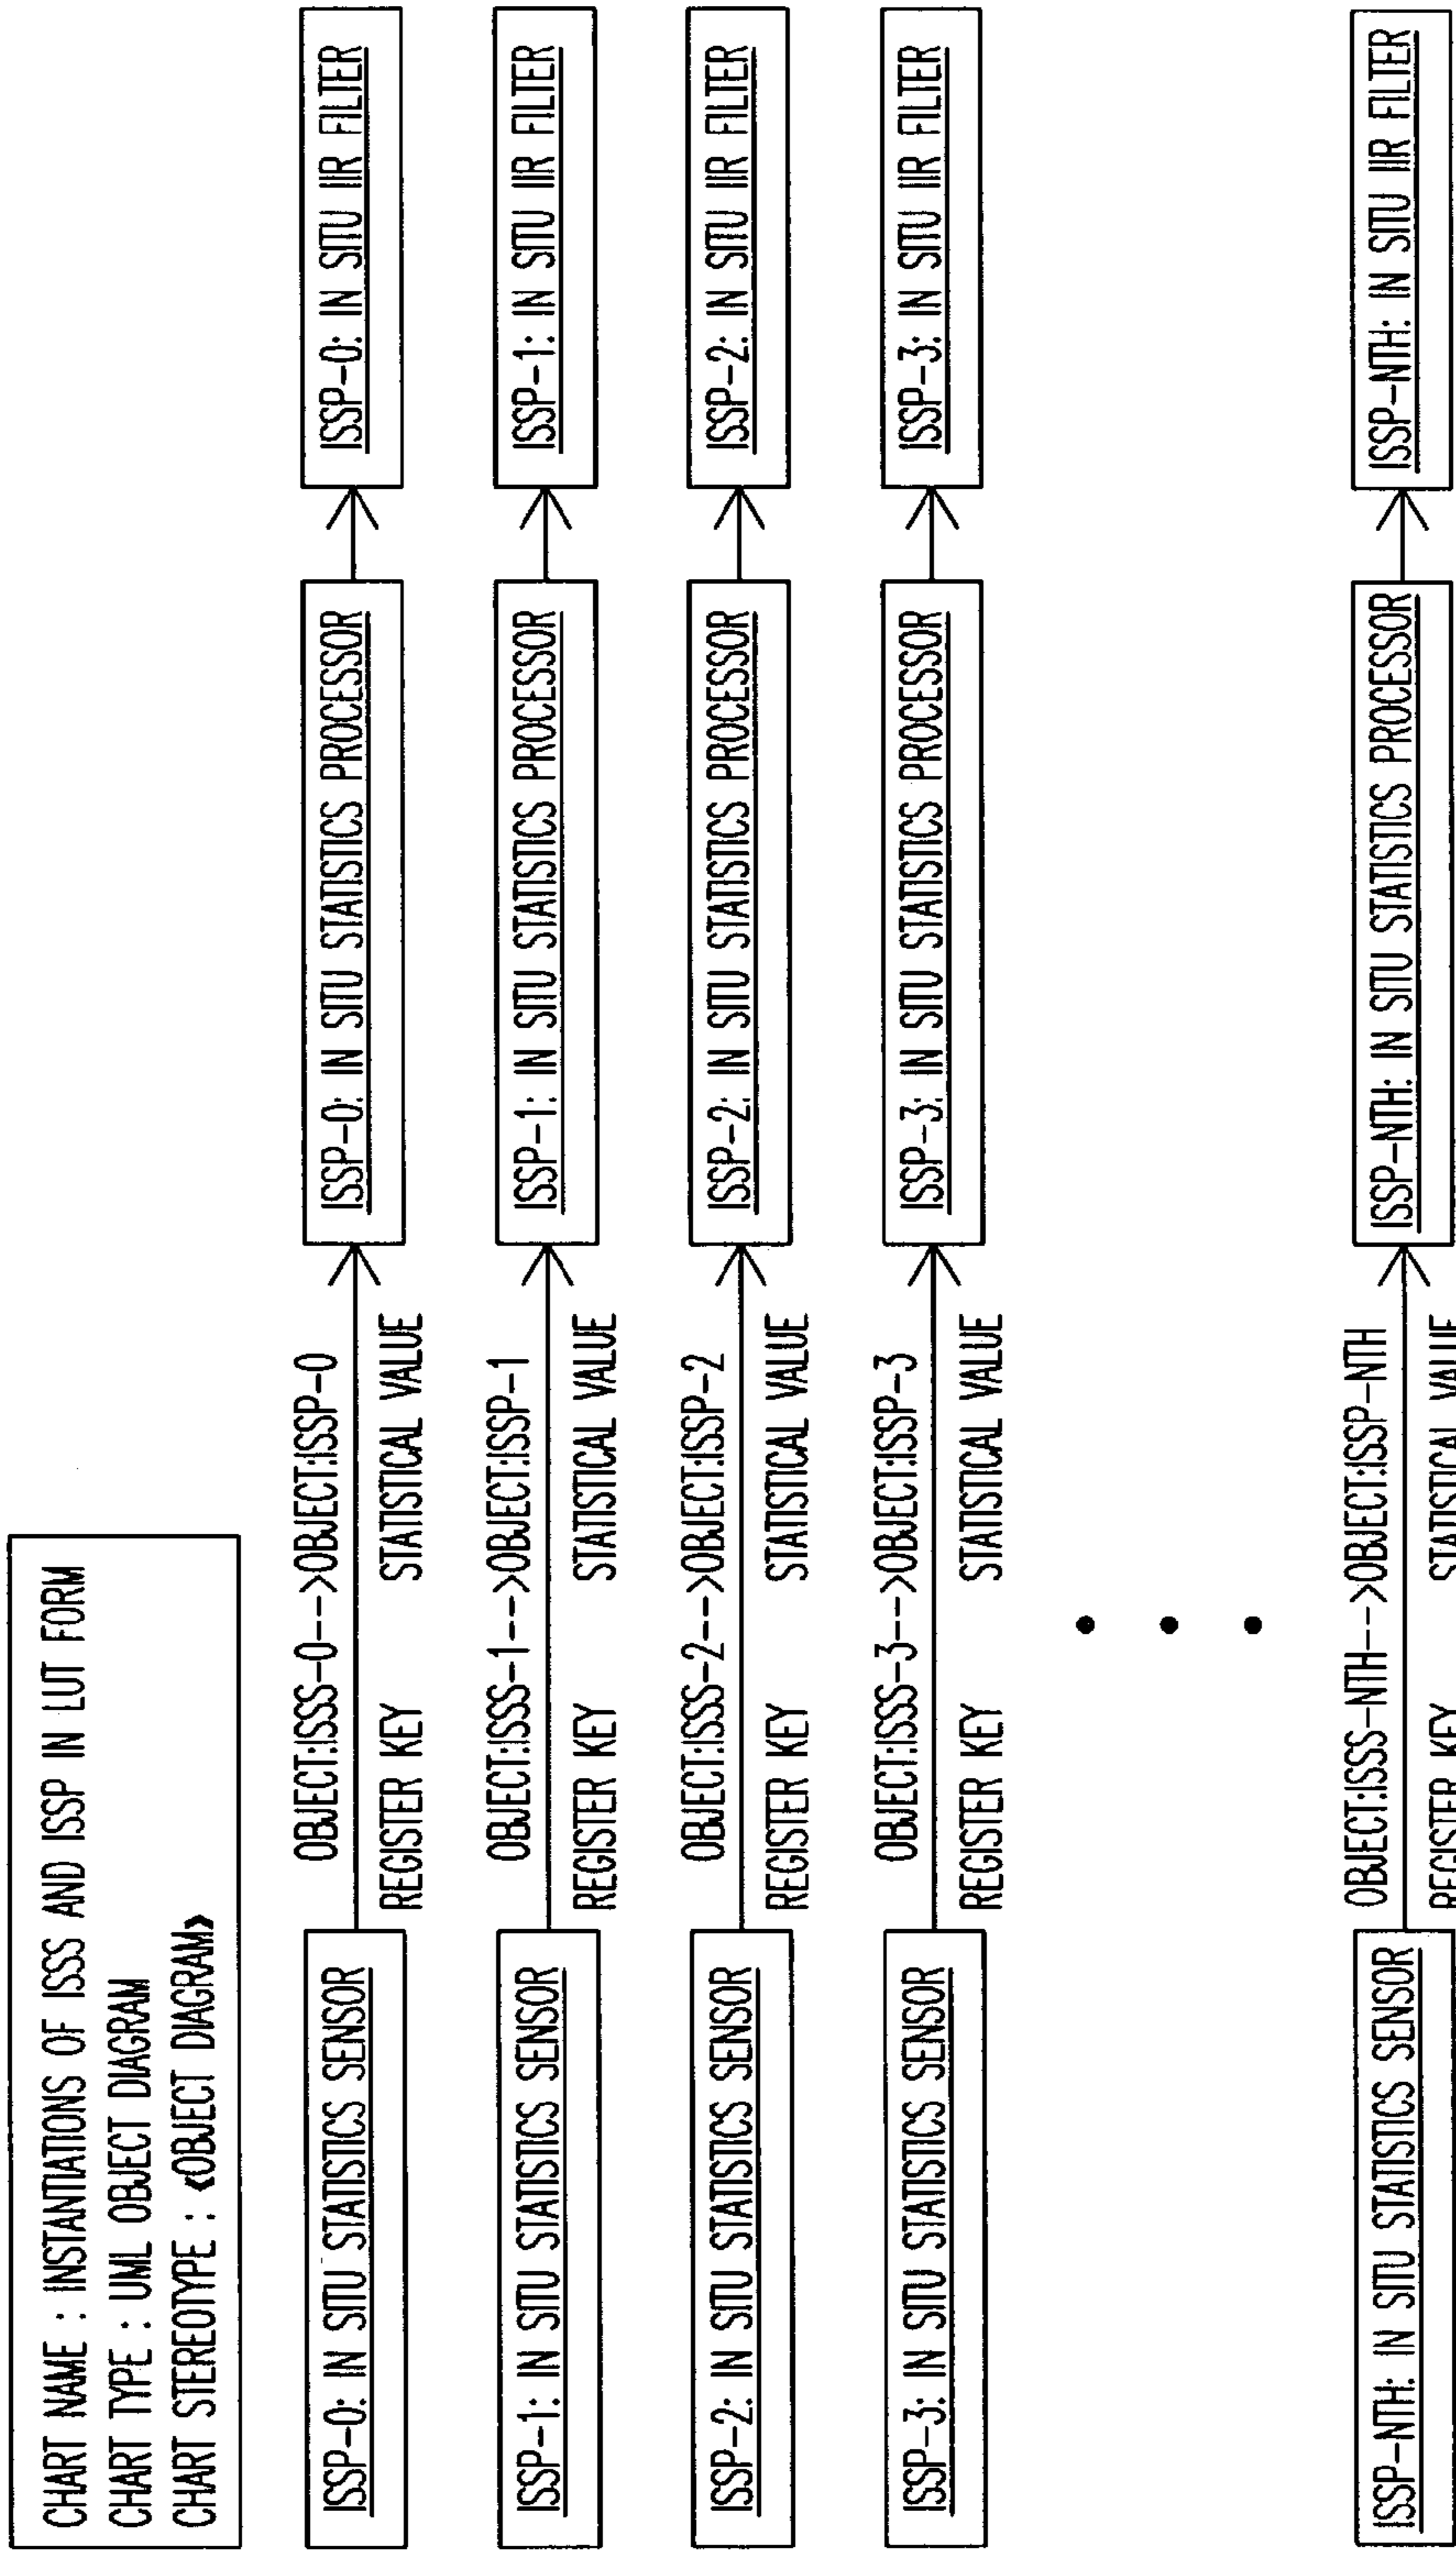 CHART NAME : INSTANTIATIONS OF ISSS AND ISSP IN LUT FORM
CHART TYPE : UML OBJECT DIAGRAM
CHART STEREOTYPE : «OBJECT DIAGRAM»
ISSP-0: IN SITU STATISTICS SENSOR
OBJECT:ISSS-0-->OBJECT:ISSP-0
REGISTER KEY STATISTICAL VALUE
ISSP-0: IN SITU STATISTICS PROCESSOR
ISSP-0: IN SITU IIR FILTER
ISSP-1: IN SITU STATISTICS SENSOR
OBJECT:ISSS-1-->OBJECT:ISSP-1
REGISTER KEY STATISTICAL VALUE
ISSP-1: IN SITU STATISTICS PROCESSOR
ISSP-1: IN SITU IIR FILTER
ISSP-2: IN SITU STATISTICS SENSOR
OBJECT:ISSS-2-->OBJECT:ISSP-2
REGISTER KEY STATISTICAL VALUE
ISSP-2: IN SITU STATISTICS PROCESSOR
ISSP-2: IN SITU IIR FILTER
ISSP-3: IN SITU STATISTICS SENSOR
OBJECT:ISSS-3-->OBJECT:ISSP-3
REGISTER KEY STATISTICAL VALUE
ISSP-3: IN SITU STATISTICS PROCESSOR
ISSP-3: IN SITU IIR FILTER
ISSP-NTH: IN SITU STATISTICS SENSOR
OBJECT:ISSS-NTH-->OBJECT:ISSP-NTH
REGISTER KEY STATISTICAL VALUE
ISSP-NTH: IN SITU STATISTICS PROCESSOR
ISSP-NTH: IN SITU IIR FILTER